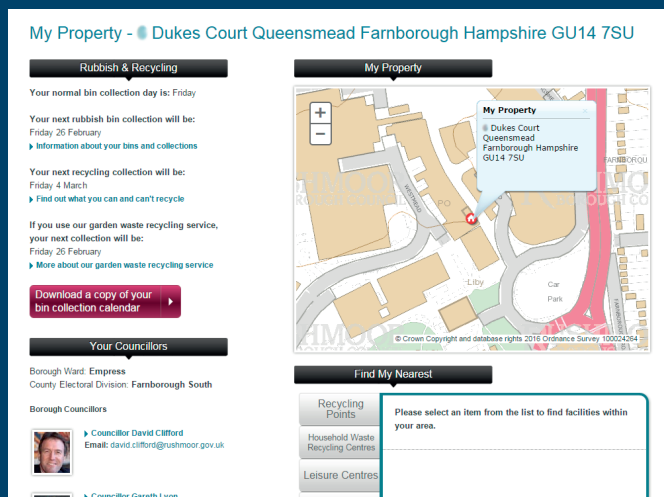 My Property - Dukes Court Queensmead Farnborough Hampshire GU14 7SU
Rubbish & Recycling
Your normal bin collection day is: Friday
Your next rubbish bin collection will be:
Friday 26 February
Information about your bins and collections
Your next recycling collection will be:
Friday 4 March
Find out what you can and can't recycle
If you use our garden waste recycling service,
your next collection will be:
Friday 26 February
More about our garden waste recycling service
Download a copy of your
bin collection calendar
Your Councillors
Borough Ward: Empress
County Electoral Division: Farnborough South
Borough Councillors
Councillor David Clifford
Email: david.clifford@rushmoor.gov.uk
Councillor Gareth Lyon
My Property
+
−
My Property
Dukes Court
Queensmead
Farnborough Hampshire
GU14 7SU
WESTMEAD
PO
Liby
Car
Park
© Crown Copyright and database rights 2016 Ordnance Survey 100024264
Find My Nearest
Recycling
Points
Household Waste
Recycling Centres
Leisure Centres
Please select an item from the list to find facilities within
your area.